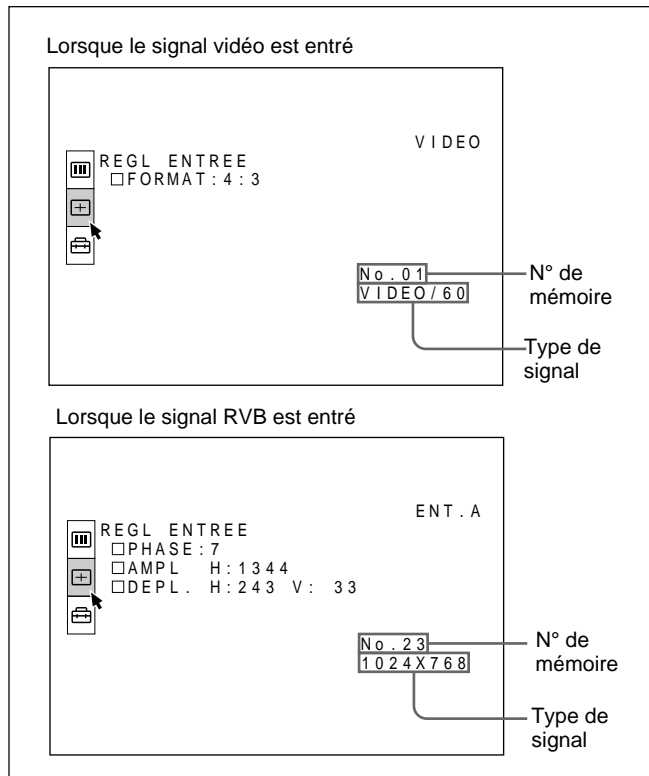 Lorsque le signal vidéo est entré
VIDEO
REGL ENTREE
□FORMAT:4:3
No.01
VIDEO/60
N° de
mémoire
Type de
signal
Lorsque le signal RVB est entré
ENT.A
REGL ENTREE
□PHASE:7
□AMPL H:1344
□DEPL. H:243 V: 33
No.23
1024X768
N° de
mémoire
Type de
signal